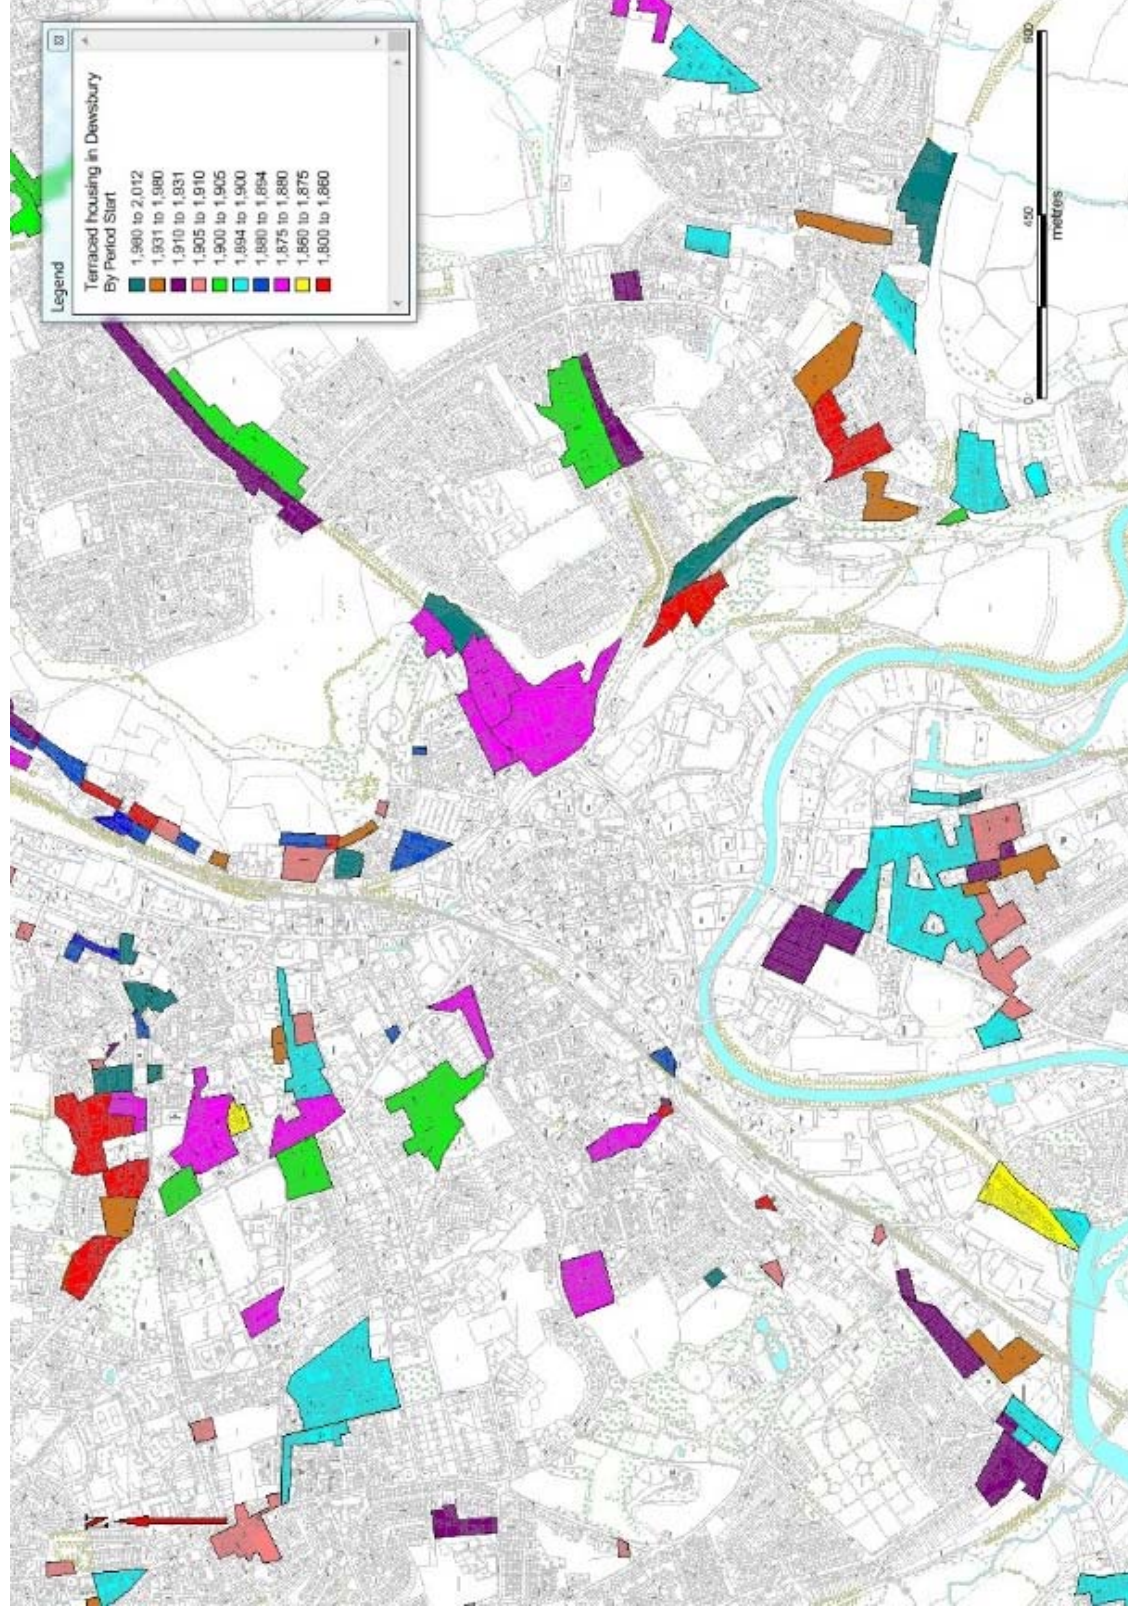 Legend
Terraced housing in Dewsbury
By Period Start
1,980 to 2,012
1,931 to 1,980
1,910 to 1,931
1,905 to 1,910
1,900 to 1,905
1,894 to 1,900
1,880 to 1,894
1,875 to 1,880
1,860 to 1,875
1,800 to 1,860
N
0
450
900
metres